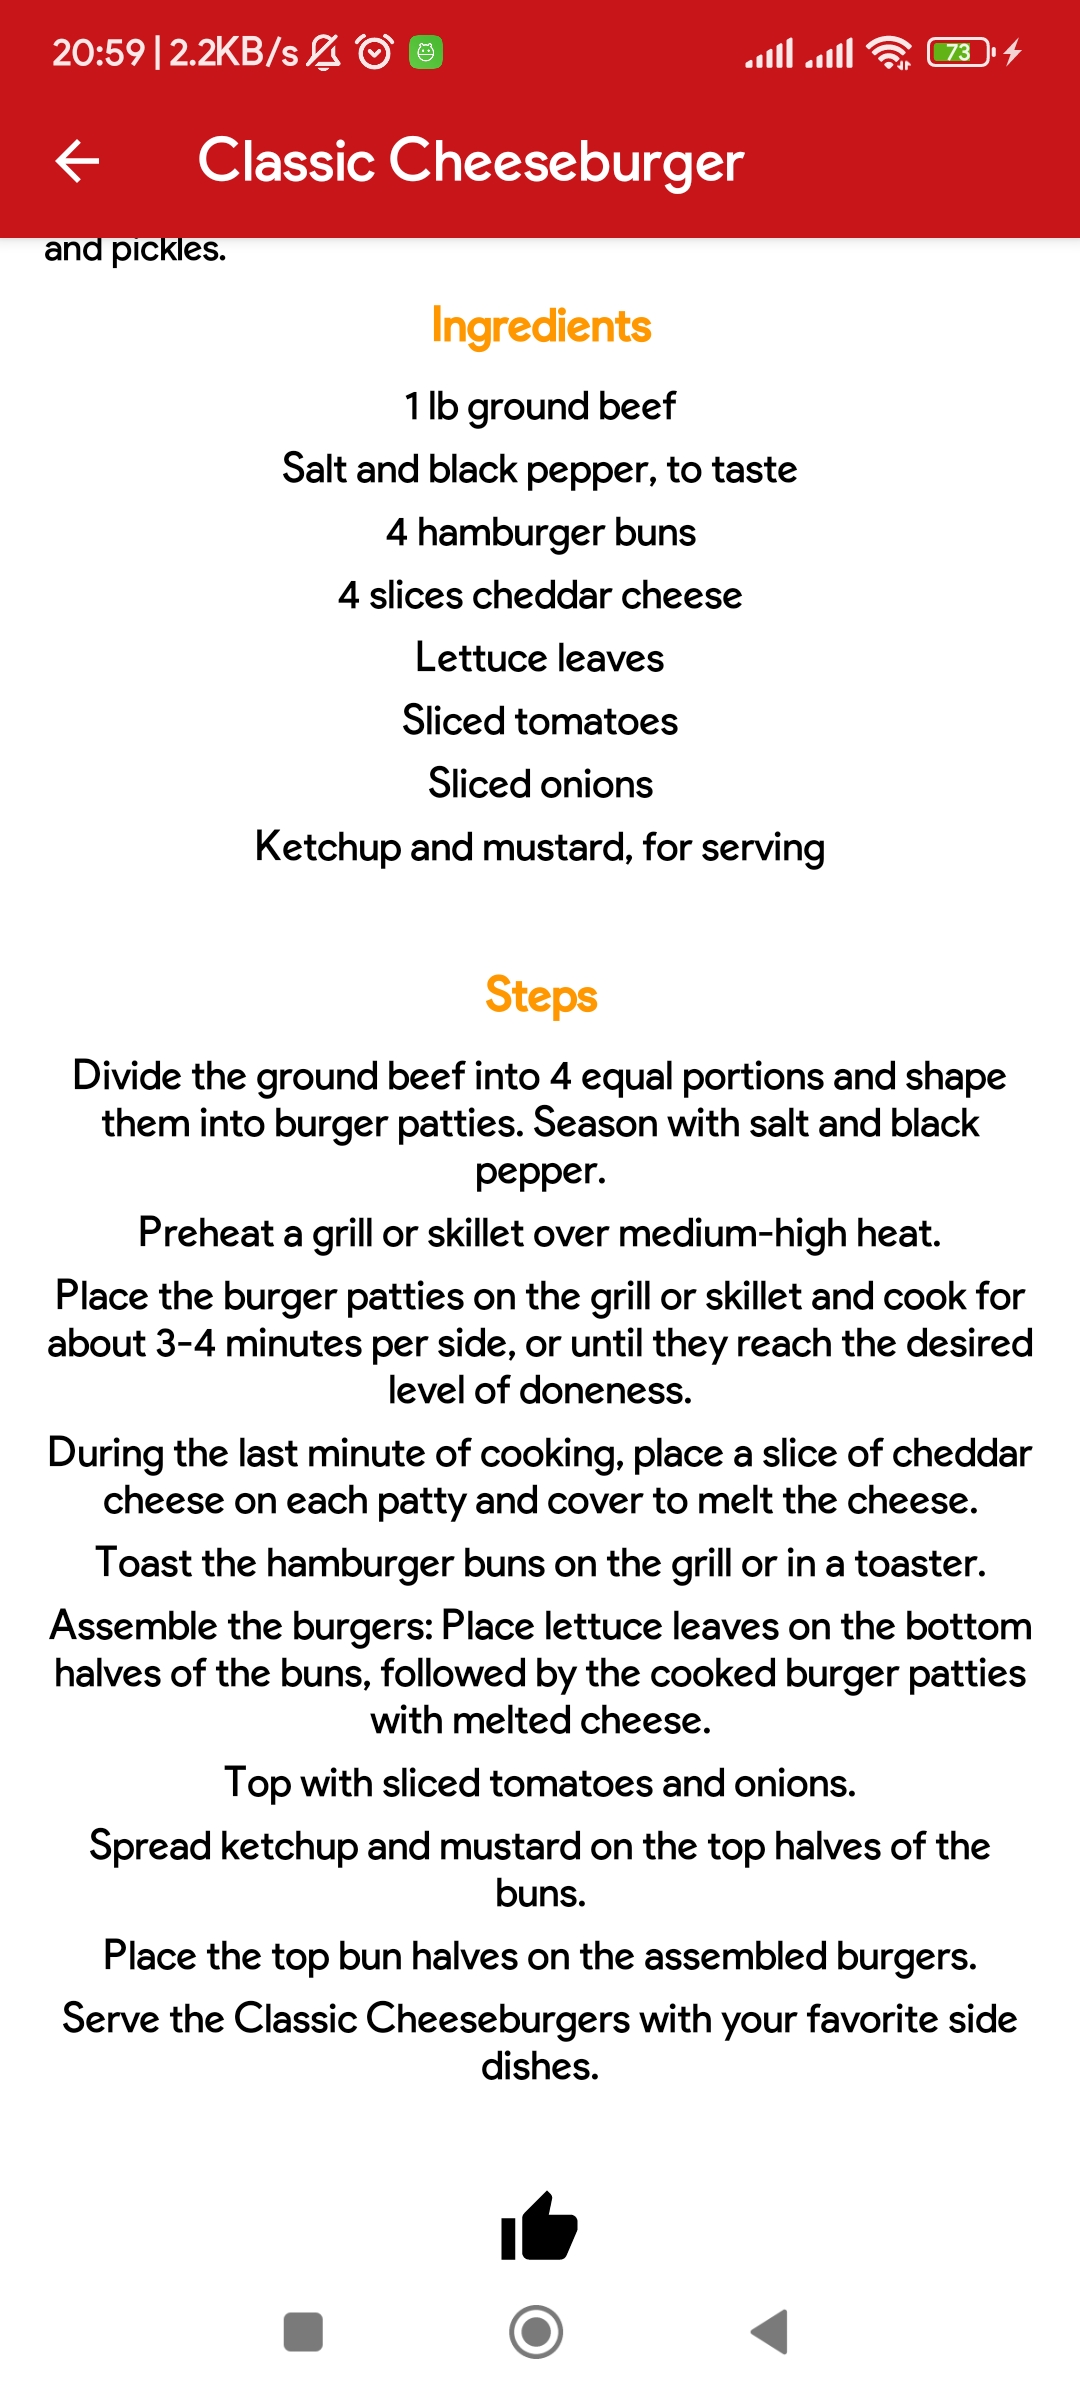 20:59 | 2.2KB/s
73
Classic Cheeseburger
and pickles.
Ingredients
1 lb ground beef
Salt and black pepper, to taste
4 hamburger buns
4 slices cheddar cheese
Lettuce leaves
Sliced tomatoes
Sliced onions
Ketchup and mustard, for serving
Steps
Divide the ground beef into 4 equal portions and shape
them into burger patties. Season with salt and black
pepper.
Preheat a grill or skillet over medium-high heat.
Place the burger patties on the grill or skillet and cook for
about 3-4 minutes per side, or until they reach the desired
level of doneness.
During the last minute of cooking, place a slice of cheddar
cheese on each patty and cover to melt the cheese.
Toast the hamburger buns on the grill or in a toaster.
Assemble the burgers: Place lettuce leaves on the bottom
halves of the buns, followed by the cooked burger patties
with melted cheese.
Top with sliced tomatoes and onions.
Spread ketchup and mustard on the top halves of the
buns.
Place the top bun halves on the assembled burgers.
Serve the Classic Cheeseburgers with your favorite side
dishes.